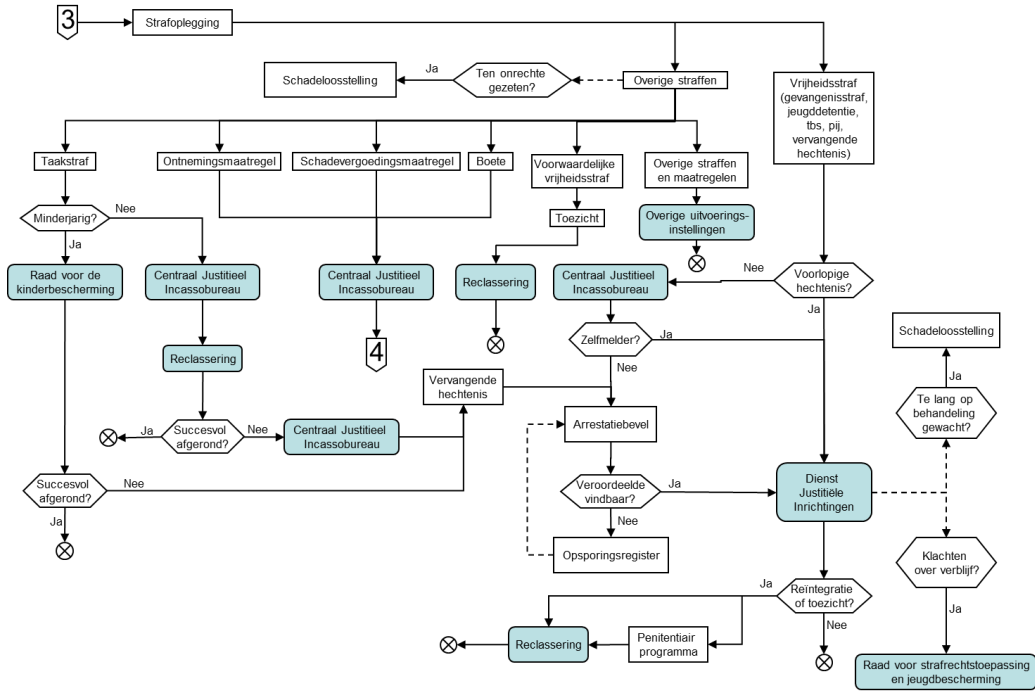 3
Strafoplegging
Schadeloosstelling
Ja
Ten onrechte
gezeten?
Overige straffen
Vrijheidsstraf
(gevangenisstraf,
jeugddetentie,
tbs, pij,
vervangende
hechtenis)
Taakstraf
Ontnemingsmaatregel
Schadevergoedingsmaatregel
Boete
Voorwaardelijke
vrijheidsstraf
Overige straffen
en maatregelen
Minderjarig?
Nee
Ja
Toezicht
Overige uitvoerings-
instellingen
Raad voor de
kinderbescherming
Centraal Justitieel
Incassobureau
Centraal Justitieel
Incassobureau
Reclassering
Centraal Justitieel
Incassobureau
Nee
Voorlopige
hechtenis?
Ja
4
Zelfmelder?
Ja
Nee
Schadeloosstelling
Reclassering
Vervangende
hechtenis
Ja
Te lang op
behandeling
gewacht?
Ja
Succesvol
afgerond?
Nee
Centraal Justitieel
Incassobureau
Arrestatiebevel
Succesvol
afgerond?
Nee
Ja
Veroordeelde
vindbaar?
Ja
Nee
Dienst
Justitiële
Inrichtingen
Opsporingsregister
Klachten
over verblijf?
Ja
Ja
Reïntegratie
of toezicht?
Nee
Reclassering
Penitentiair
programma
Raad voor strafrechtstoepassing
en jeugdbescherming